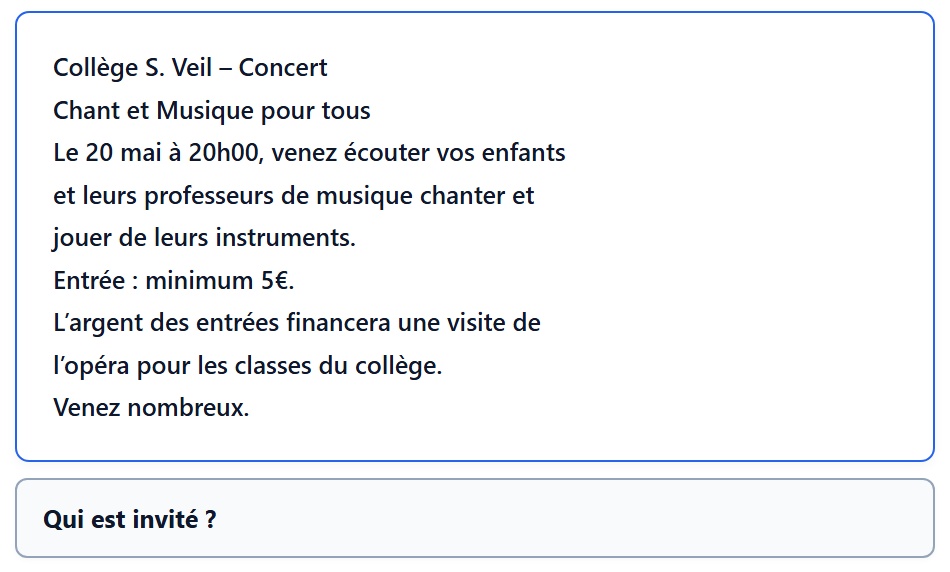 Collège S. Veil – Concert
Chant et Musique pour tous
Le 20 mai à 20h00, venez écouter vos enfants
et leurs professeurs de musique chanter et
jouer de leurs instruments.
Entrée : minimum 5€.
L’argent des entrées financera une visite de
l’opéra pour les classes du collège.
Venez nombreux.
Qui est invité ?